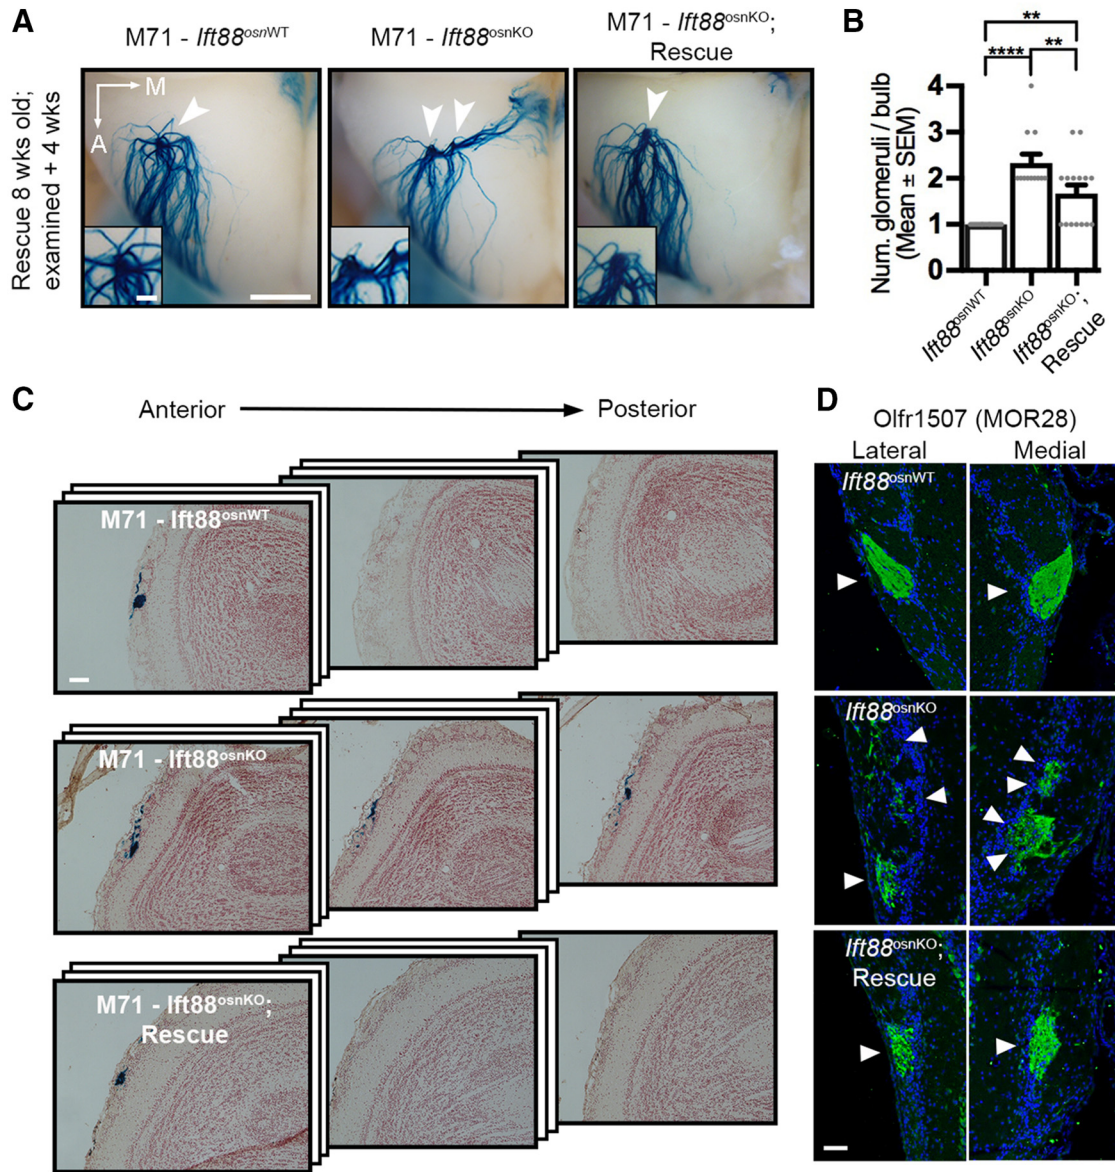 A
M71 - Ift88osnWT
M71 - Ift88osnKO
M71 - Ift88osnKO;
Rescue
Rescue 8 wks old;
examined + 4 wks
M
A
B
**
****
**
Num. glomeruli / bulb
(Mean ± SEM)
4
3
2
1
0
Ift88osnWT
Ift88osnKO
Ift88osnKO;
Rescue
C
Anterior
Posterior
M71 - Ift88osnWT
M71 - Ift88osnKO
M71 - Ift88osnKO;
Rescue
D
Olfr1507 (MOR28)
Lateral
Medial
Ift88osnWT
Ift88osnKO
Ift88osnKO;
Rescue